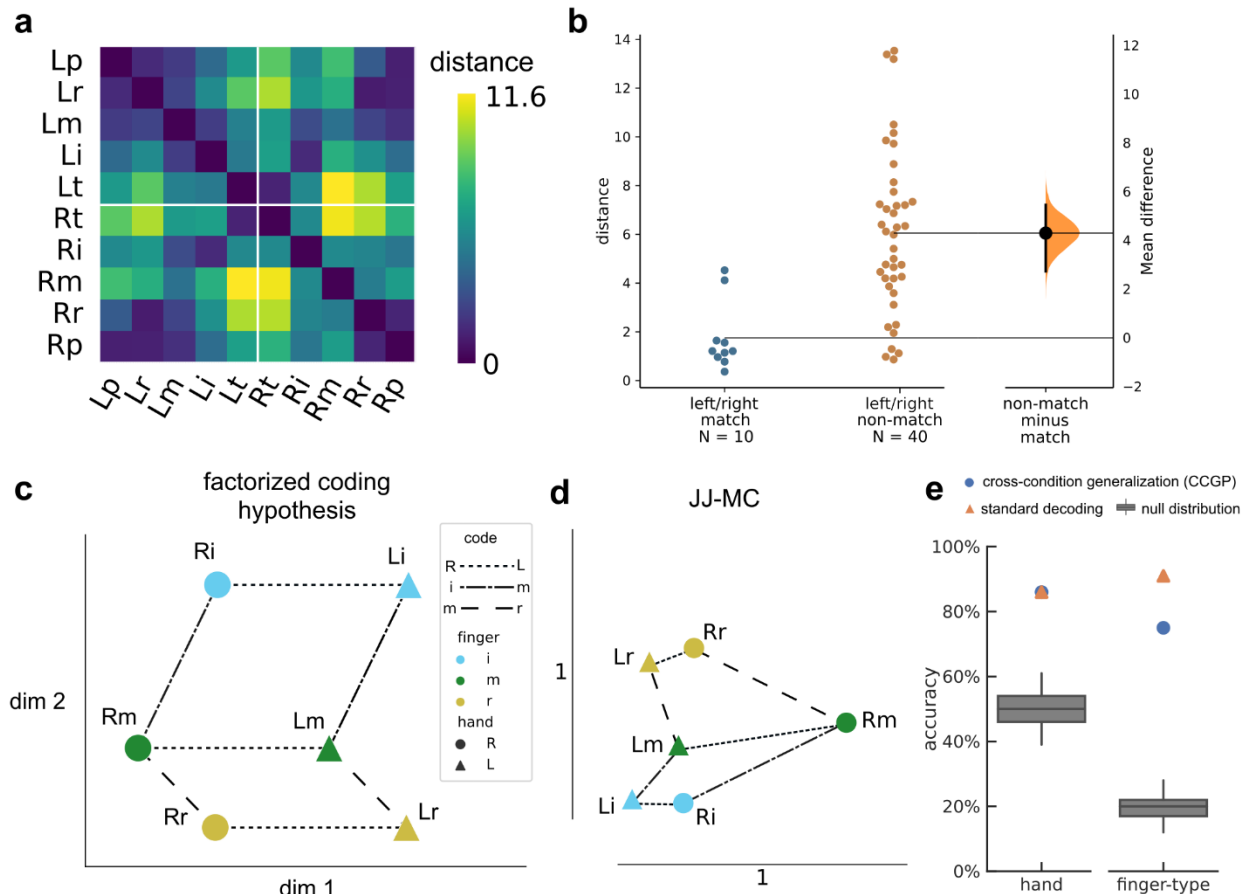 a
Lp
Lr
Lm
Li
Lt
Rt
Ri
Rm
Rr
Rp
Lp
Lr
Lm
Li
Lt
Rt
Ri
Rm
Rr
Rp
distance
11.6
0
b
14
12
10
8
6
4
2
0
distance
left/right
match
N = 10
left/right
non-match
N = 40
non-match
minus
match
12
10
8
6
4
2
0
−2
Mean difference
c
factorized coding
hypothesis
Ri
Li
Rm
Lm
Rr
Lr
dim 2
dim 1
code
R L
i m
m r
finger
i
m
r
hand
R
L
d
JJ-MC
Lr
Rr
Rm
Lm
Li
Ri
1
1
e
cross-condition generalization (CCGP)
standard decoding
null distribution
100%
80%
60%
40%
20%
0%
accuracy
hand
finger-type